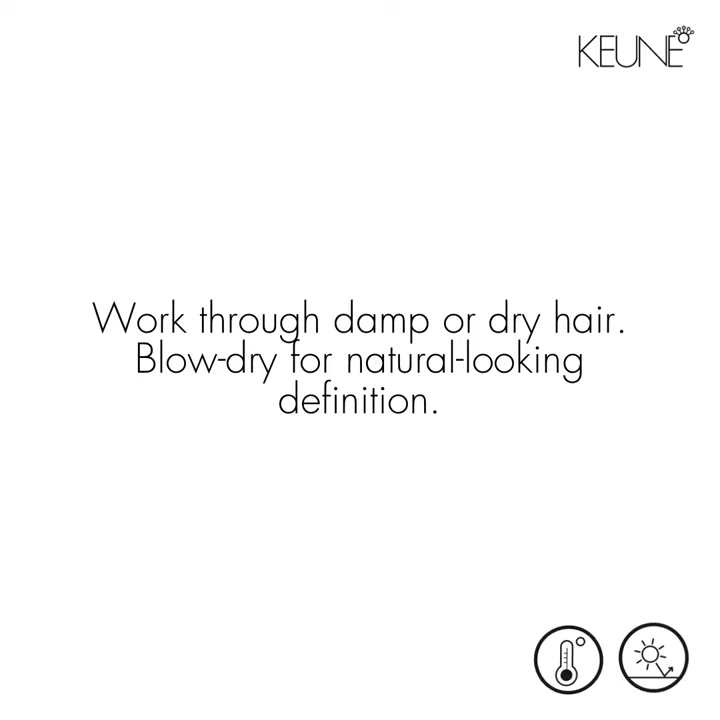 KEUNE
Work through damp or dry hair.
Blow-dry for natural-looking
definition.